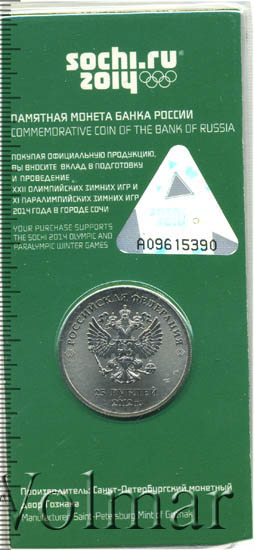 sochi.ru
2014
ПАМЯТНАЯ МОНЕТА БАНКА РОССИИ
COMMEMORATIVE COIN OF THE BANK OF RUSSIA
ПОКУПАЯ ОФИЦИАЛЬНУЮ ПРОДУКЦИЮ,
ВЫ ВНОСИТЕ ВКЛАД В ПОДГОТОВКУ
И ПРОВЕДЕНИЕ
XXII ОЛИМПИЙСКИХ ЗИМНИХ ИГР И
XI ПАРАЛИМПИЙСКИХ ЗИМНИХ ИГР
2014 ГОДА В ГОРОДЕ СОЧИ
YOUR PURCHASE SUPPORTS
THE SOCHI 2014 OLYMPIC AND
PARALYMPIC WINTER GAMES
A09615390
РОССИЙСКАЯ ФЕДЕРАЦИЯ
25 РУБЛЕЙ
2012 г.
Производитель: Санкт-Петербургский монетный
двор Гознака
Manufacturer: Saint-Petersburg Mint of Goznak
Volmar